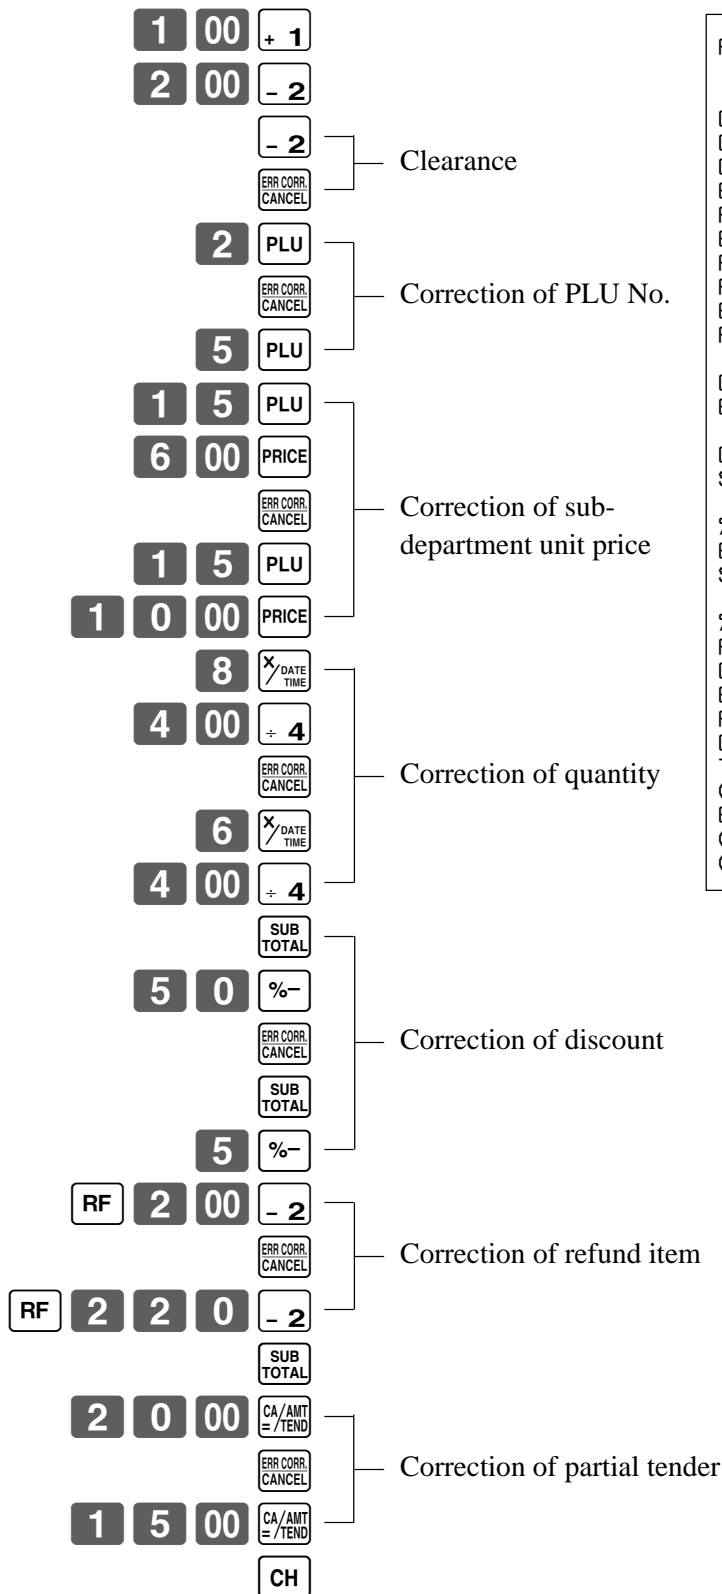 1 00 + 1
2 00 - 2
- 2
Clearance
ERR CORR. CANCEL
2 PLU
ERR CORR. CANCEL
Correction of PLU No.
5 PLU
1 5 PLU
6 00 PRICE
ERR CORR. CANCEL
Correction of sub-
department unit price
1 5 PLU
1 0 00 PRICE
8 X/DATE TIME
4 00 ÷ 4
ERR CORR. CANCEL
Correction of quantity
6 X/DATE TIME
4 00 ÷ 4
SUB TOTAL
5 0 %-
ERR CORR. CANCEL
Correction of discount
SUB TOTAL
5 %-
RF 2 00 - 2
ERR CORR. CANCEL
Correction of refund item
RF 2 2 0 - 2
SUB TOTAL
2 0 00 CA/AMT =/TEND
ERR CORR. CANCEL
Correction of partial tender
1 5 00 CA/AMT =/TEND
CH